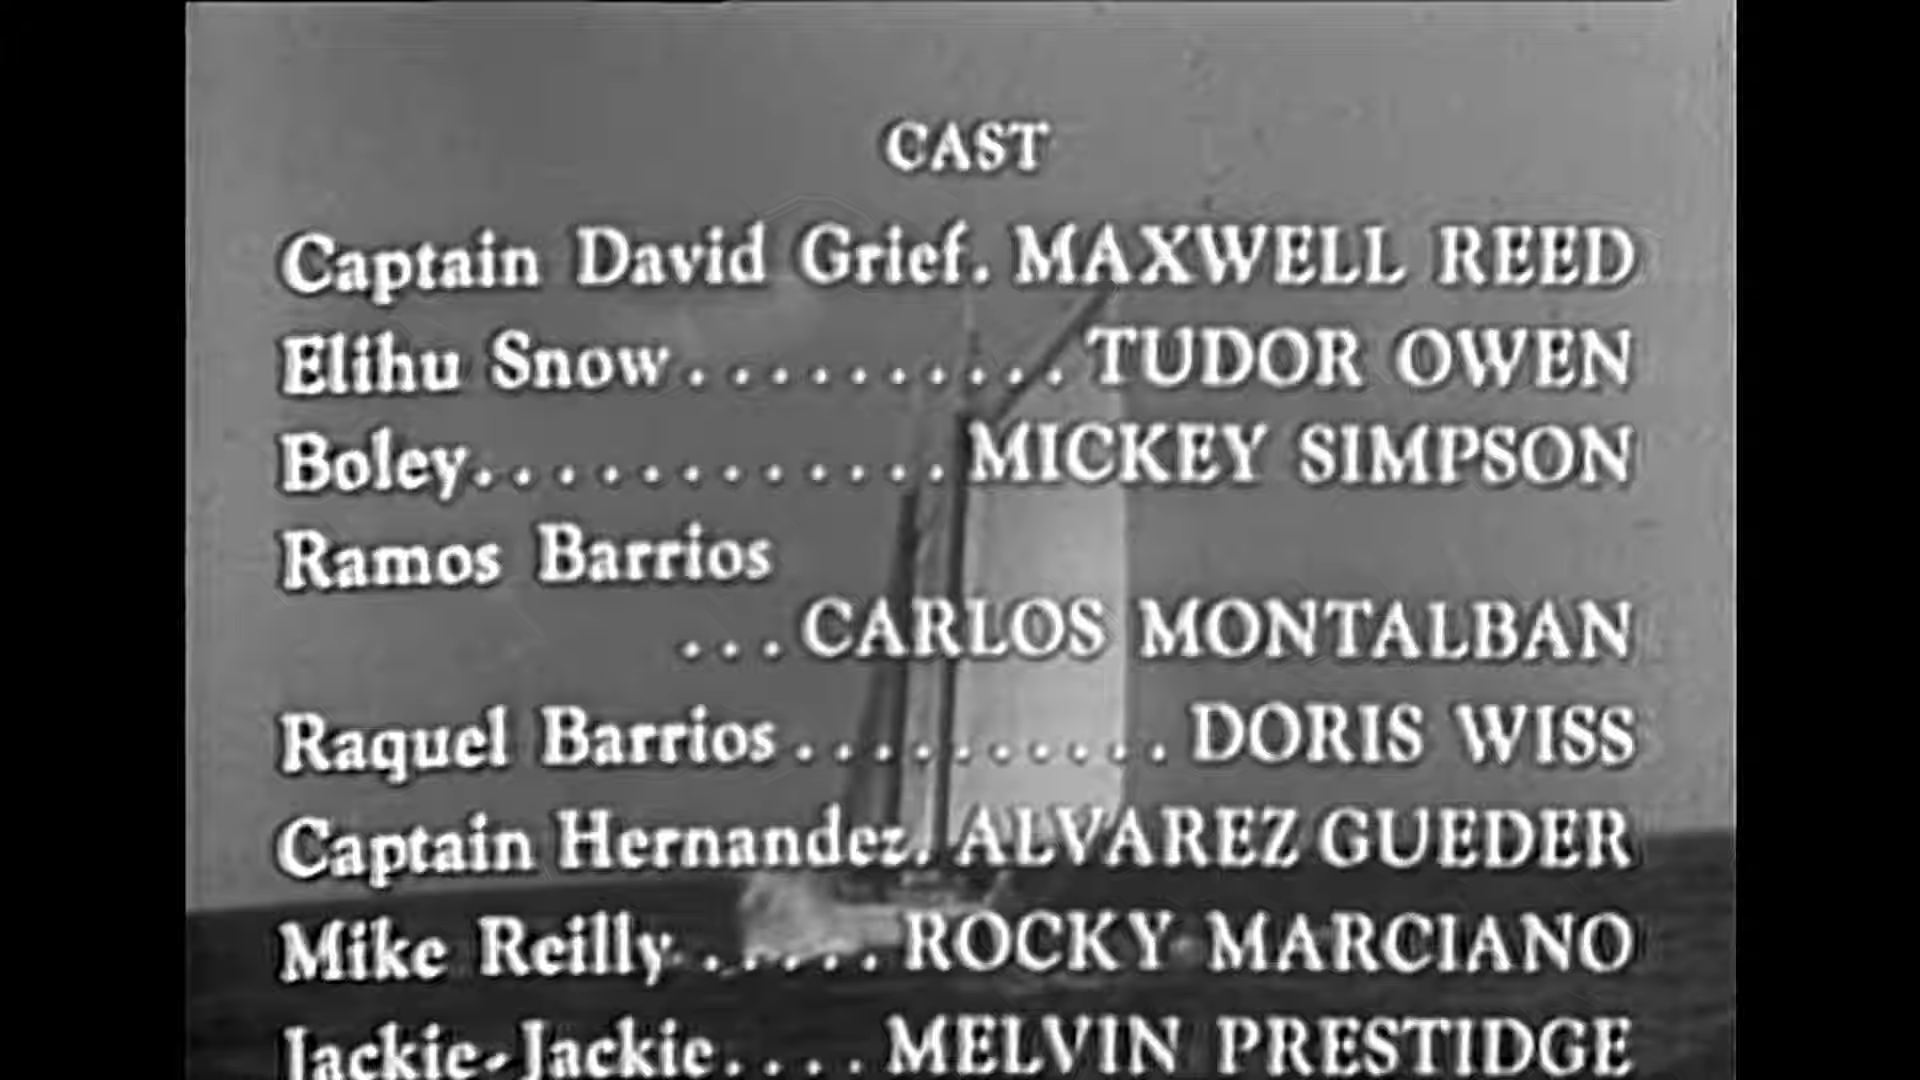 CAST
Captain David Grief. MAXWELL REED
Elihu Snow.......... TUDOR OWEN
Boley............ MICKEY SIMPSON
Ramos Barrios
...CARLOS MONTALBAN
Raquel Barrios.......... DORIS WISS
Captain Hernandez. ALVAREZ GUEDER
Mike Reilly..... ROCKY MARCIANO
Jackie-Jackie.... MELVIN PRESTIDGE